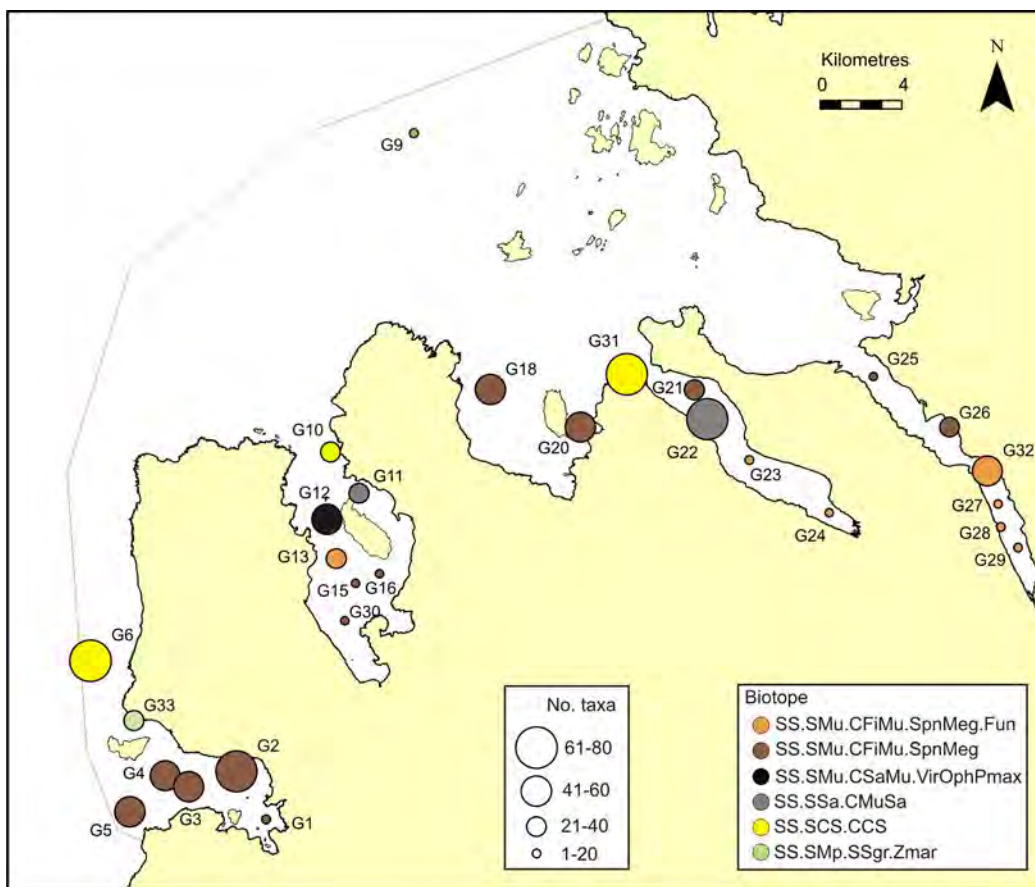 Kilometres
0 4
N
G9
G31
G25
G18
G21
G26
G20
G10
G32
G22
G11
G23
G12
G27
G24
G28
G13
G29
G15
G16
G30
G6
G33
G2
G4
G5
G3
G1
No. taxa
61-80
41-60
21-40
1-20
Biotope
SS.SMu.CFiMu.SpnMeg.Fun
SS.SMu.CFiMu.SpnMeg
SS.SMu.CSaMu.VirOphPmax
SS.SSa.CMuSa
SS.SCS.CCS
SS.SMp.SSgr.Zmar